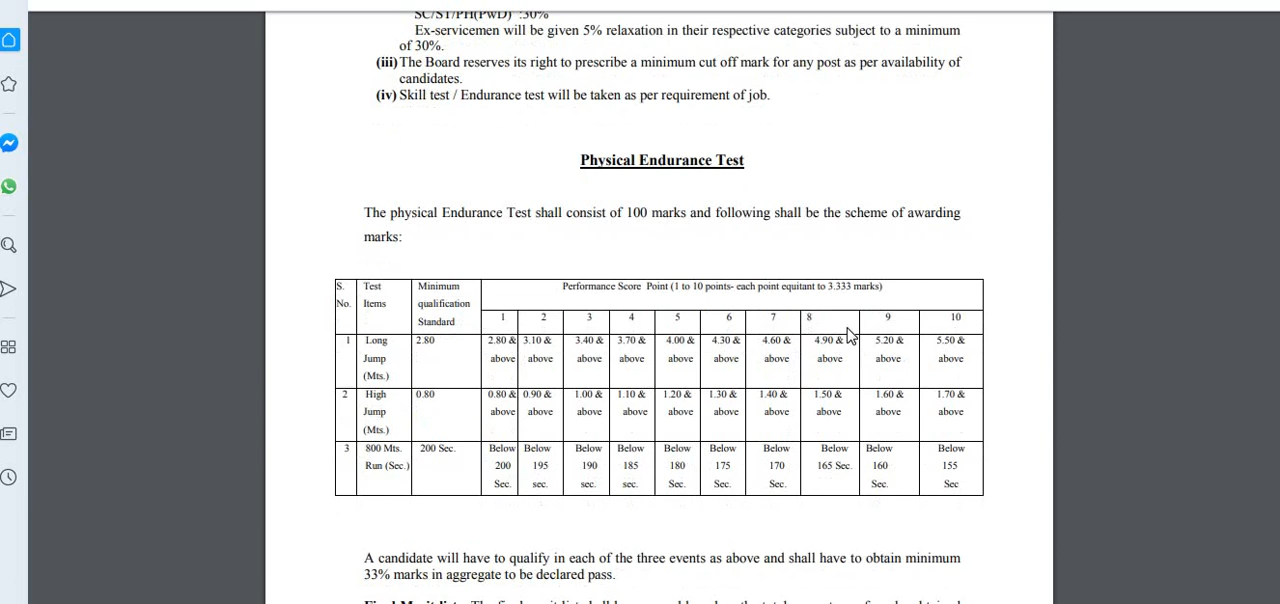 SC/ST/PH(PWD) :30%
Ex-servicemen will be given 5% relaxation in their respective categories subject to a minimum
of 30%.
(iii) The Board reserves its right to prescribe a minimum cut off mark for any post as per availability of
candidates.
(iv) Skill test / Endurance test will be taken as per requirement of job.
Physical Endurance Test
The physical Endurance Test shall consist of 100 marks and following shall be the scheme of awarding
marks:
S. Test Minimum Performance Score Point (1 to 10 points- each point equitant to 3.333 marks)
No. Items qualification
Standard 1 2 3 4 5 6 7 8 9 10
1 Long 2.80 2.80 & 3.10 & 3.40 & 3.70 & 4.00 & 4.30 & 4.60 & 4.90 & 5.20 & 5.50 &
Jump above above above above above above above above above above
(Mts.)
2 High 0.80 0.80 & 0.90 & 1.00 & 1.10 & 1.20 & 1.30 & 1.40 & 1.50 & 1.60 & 1.70 &
Jump above above above above above above above above above above
(Mts.)
3 800 Mts. 200 Sec. Below Below Below Below Below Below Below Below Below Below
Run (Sec.) 200 195 190 185 180 175 170 165 Sec. 160 155
Sec. sec. sec. sec. Sec. Sec. Sec. Sec. Sec
A candidate will have to qualify in each of the three events as above and shall have to obtain minimum
33% marks in aggregate to be declared pass.